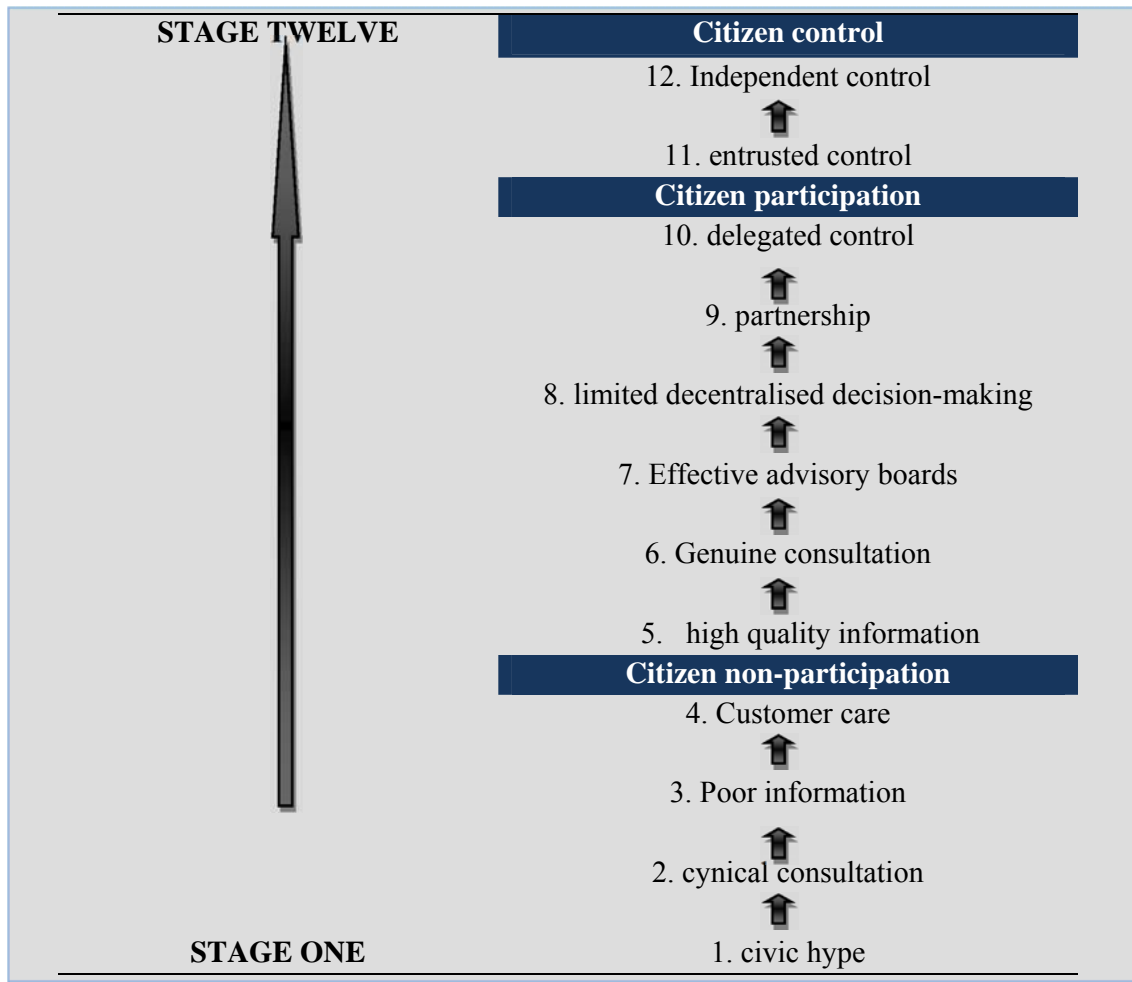 STAGE TWELVE
Citizen control
12. Independent control
11. entrusted control
Citizen participation
10. delegated control
9. partnership
8. limited decentralised decision-making
7. Effective advisory boards
6. Genuine consultation
5. high quality information
Citizen non-participation
4. Customer care
3. Poor information
2. cynical consultation
STAGE ONE
1. civic hype